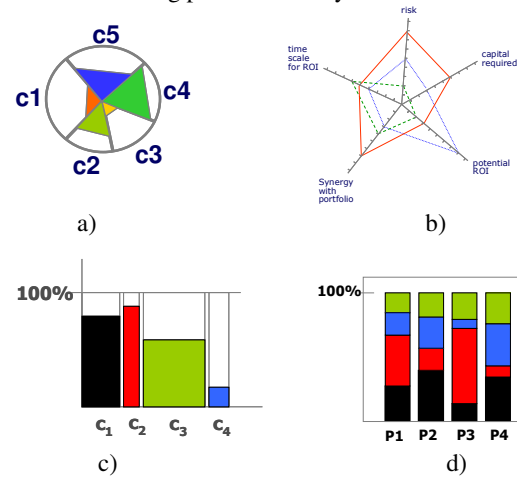 risk
c5
time
scale
for ROI
capital
required
c1
c4
c3
c2
potential
ROI
Synergy
with
portfolio
a)
b)
100%
100%
C1 C2 C3 C4
P1 P2 P3 P4
c)
d)